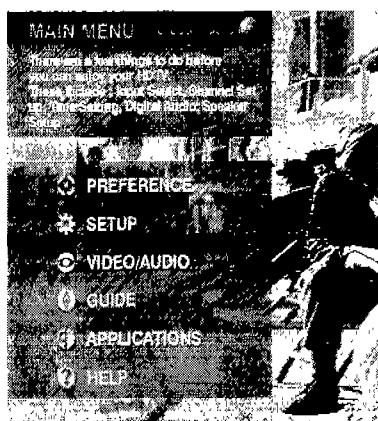 MAIN MENU
There are a few things to do before
you can enjoy your HDTV.
These include : Input Select, Channel Set
up, Time Setting, Digital Audio, Speaker
Setup
PREFERENCE
SETUP
VIDEO/AUDIO
GUIDE
APPLICATIONS
HELP